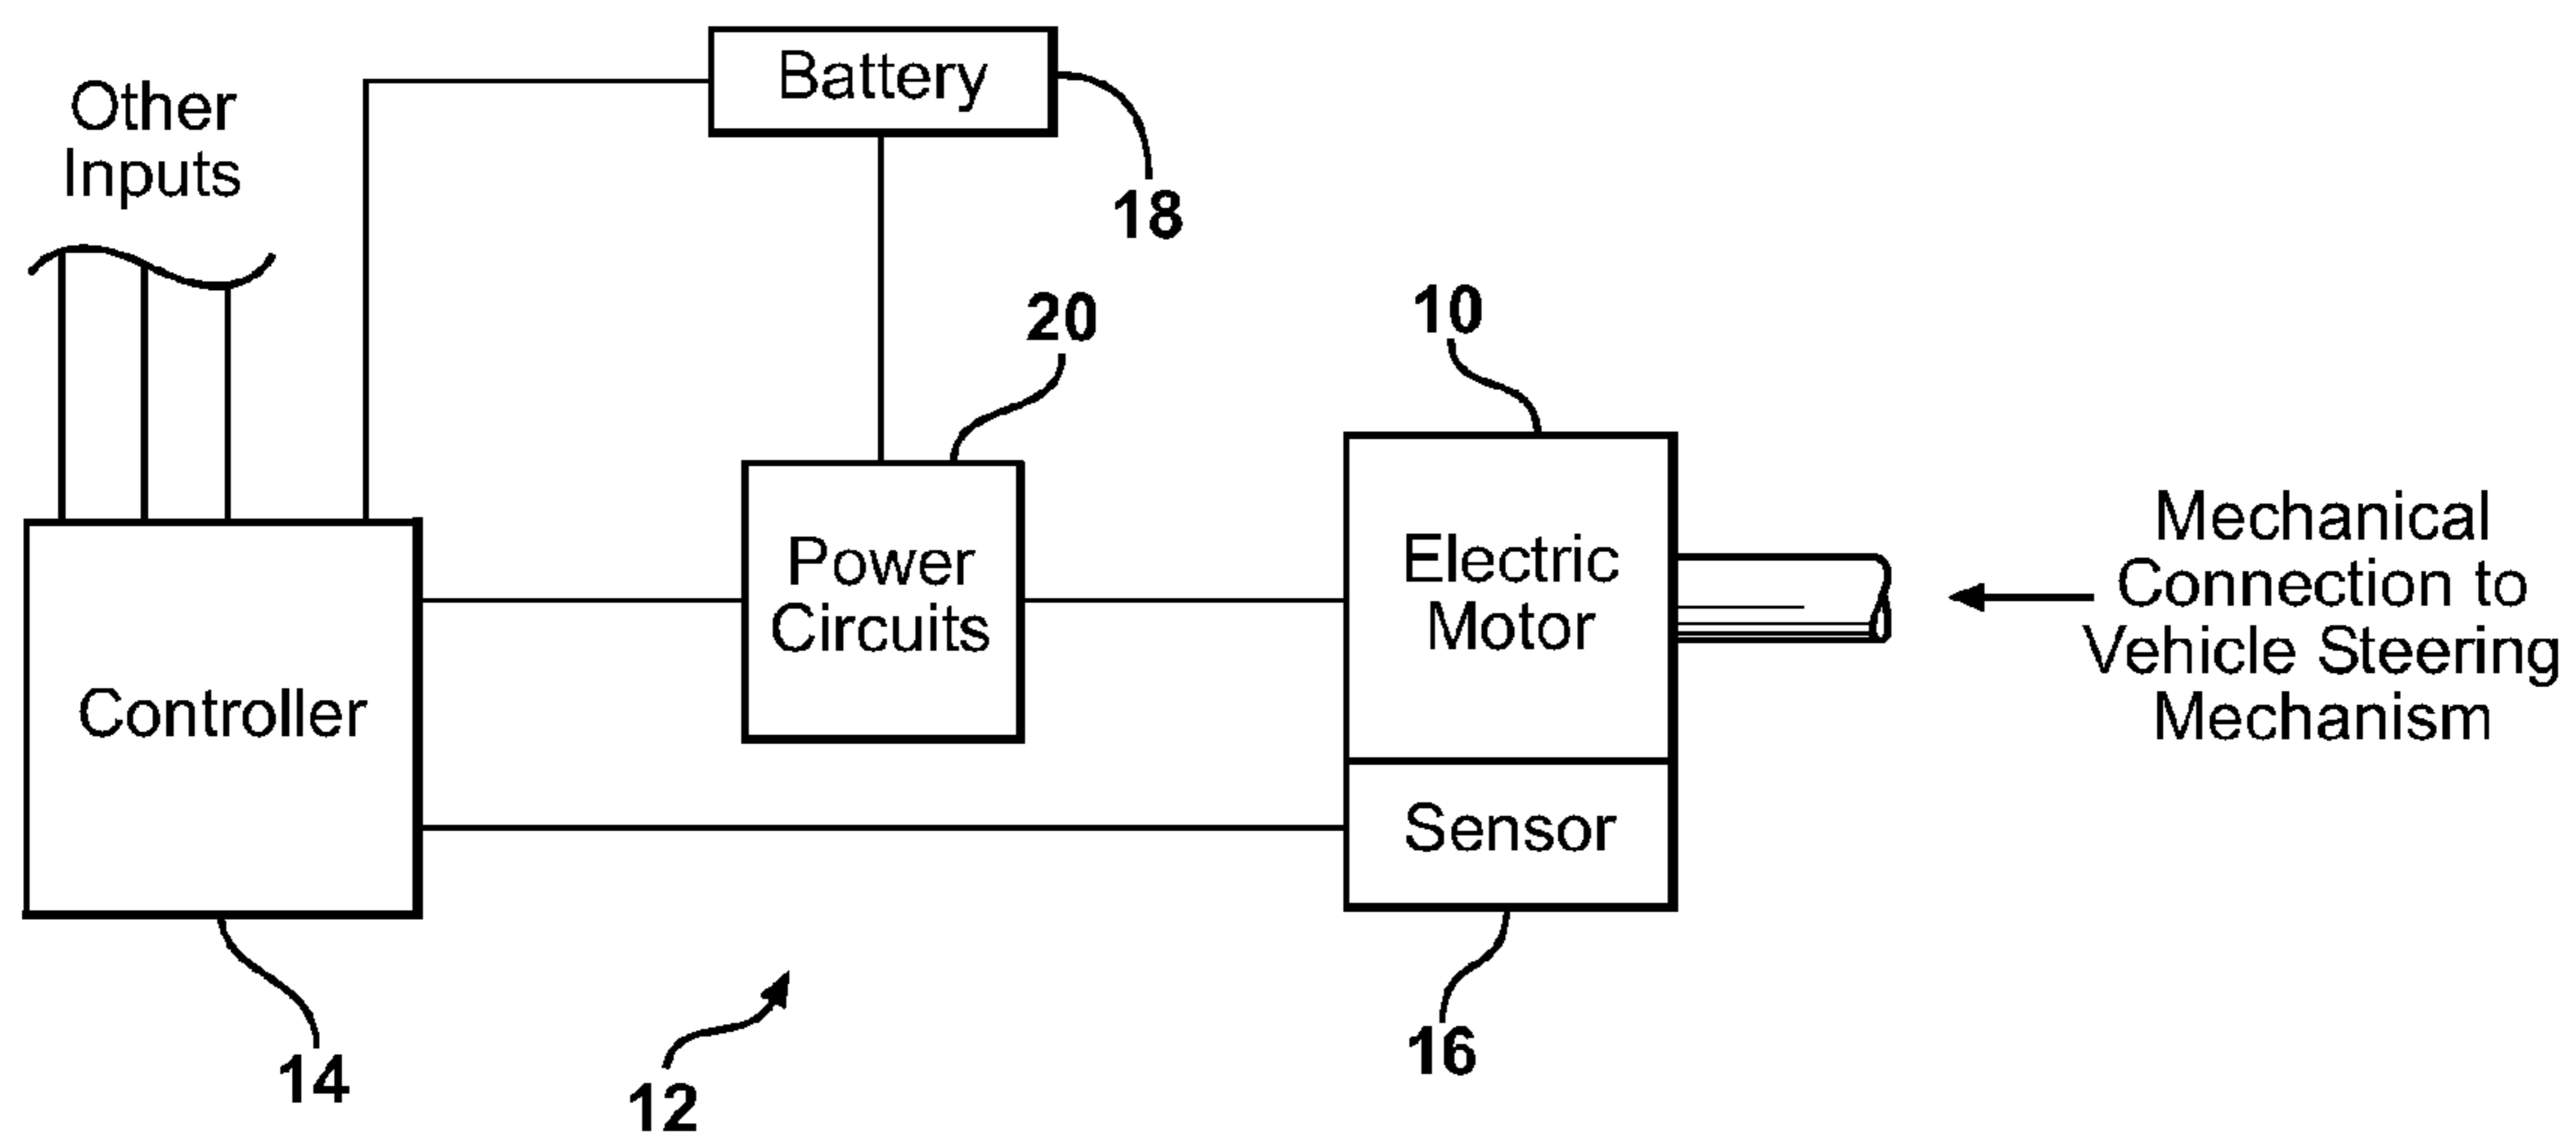 Battery
Other
Inputs
18
20
10
Power
Circuits
Electric
Motor
Mechanical
Connection to
Vehicle Steering
Mechanism
Controller
Sensor
14
12
16